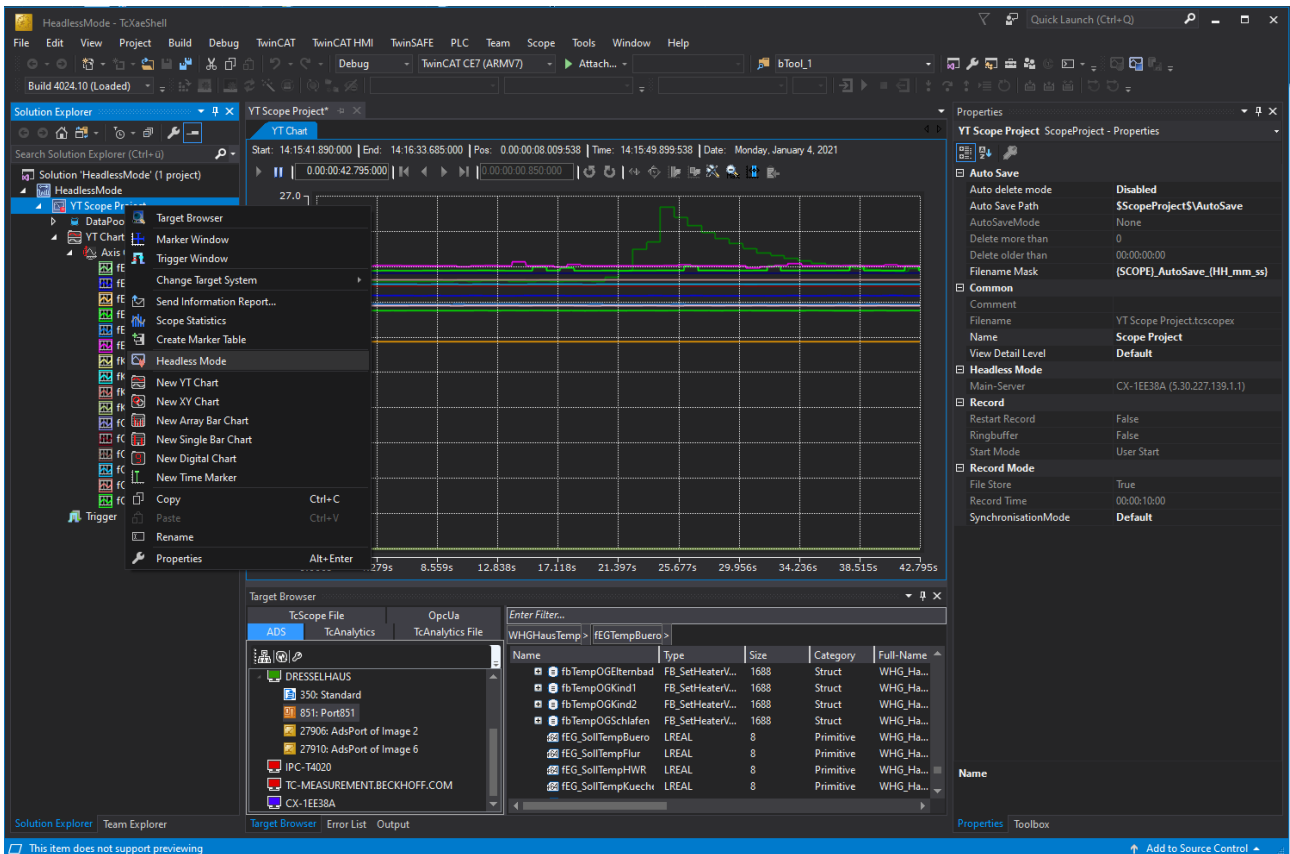 HeadlessMode - TcXaeShell
Quick Launch (Ctrl+Q)
File Edit View Project Build Debug TwinCAT TwinCAT HMI TwinSAFE PLC Team Scope Tools Window Help
Debug TwinCAT CE7 (ARMV7) Attach... bTool_1
Build 4024.10 (Loaded)
Solution Explorer
Search Solution Explorer (Ctrl+ü)
Solution 'HeadlessMode' (1 project)
HeadlessMode
YT Scope Project
DataPoo
YT Chart
Axis
Trigger
Target Browser
Marker Window
Trigger Window
Change Target System
Send Information Report...
Scope Statistics
Create Marker Table
Headless Mode
New YT Chart
New XY Chart
New Array Bar Chart
New Single Bar Chart
New Digital Chart
New Time Marker
Copy Ctrl+C
Paste Ctrl+V
Rename
Properties Alt+Enter
Solution Explorer Team Explorer
YT Scope Project*
YT Chart
Start: 14:15:41.890:000 End: 14:16:33.685:000 Pos: 0.00:00:08.009:538 Time: 14:15:49.899:538 Date: Monday, January 4, 2021
0.00:00:42.795:000 0.00:00:00.850:000
27.0
8.559s 12.838s 17.118s 21.397s 25.677s 29.956s 34.236s 38.515s 42.795s
Target Browser
TcScope File OpcUa
ADS TcAnalytics TcAnalytics File
DRESSELHAUS
350: Standard
851: Port851
27906: AdsPort of Image 2
27910: AdsPort of Image 6
IPC-T4020
TC-MEASUREMENT.BECKHOFF.COM
CX-1EE38A
Enter Filter...
WHGHausTemp > fEGTempBuero >
Name Type Size Category Full-Name
fbTempOGElternbad FB_SetHeaterV... 1688 Struct WHG_Ha...
fbTempOGKind1 FB_SetHeaterV... 1688 Struct WHG_Ha...
fbTempOGKind2 FB_SetHeaterV... 1688 Struct WHG_Ha...
fbTempOGSchlafen FB_SetHeaterV... 1688 Struct WHG_Ha...
fEG_SollTempBuero LREAL 8 Primitive WHG_Ha...
fEG_SollTempFlur LREAL 8 Primitive WHG_Ha...
fEG_SollTempHWR LREAL 8 Primitive WHG_Ha...
fEG_SollTempKueche LREAL 8 Primitive WHG_Ha...
Target Browser Error List Output
Properties
YT Scope Project ScopeProject - Properties
Auto Save
Auto delete mode Disabled
Auto Save Path $ScopeProject$\AutoSave
AutoSaveMode None
Delete more than 0
Delete older than 00:00:00:00
Filename Mask {SCOPE}_AutoSave_{HH_mm_ss}
Common
Comment
Filename YT Scope Project.tcscopex
Name Scope Project
View Detail Level Default
Headless Mode
Main-Server CX-1EE38A (5.30.227.139.1.1)
Record
Restart Record False
Ringbuffer False
Start Mode User Start
Record Mode
File Store True
Record Time 00:00:10:00
SynchronisationMode Default
Name
Properties Toolbox
This item does not support previewing
Add to Source Control